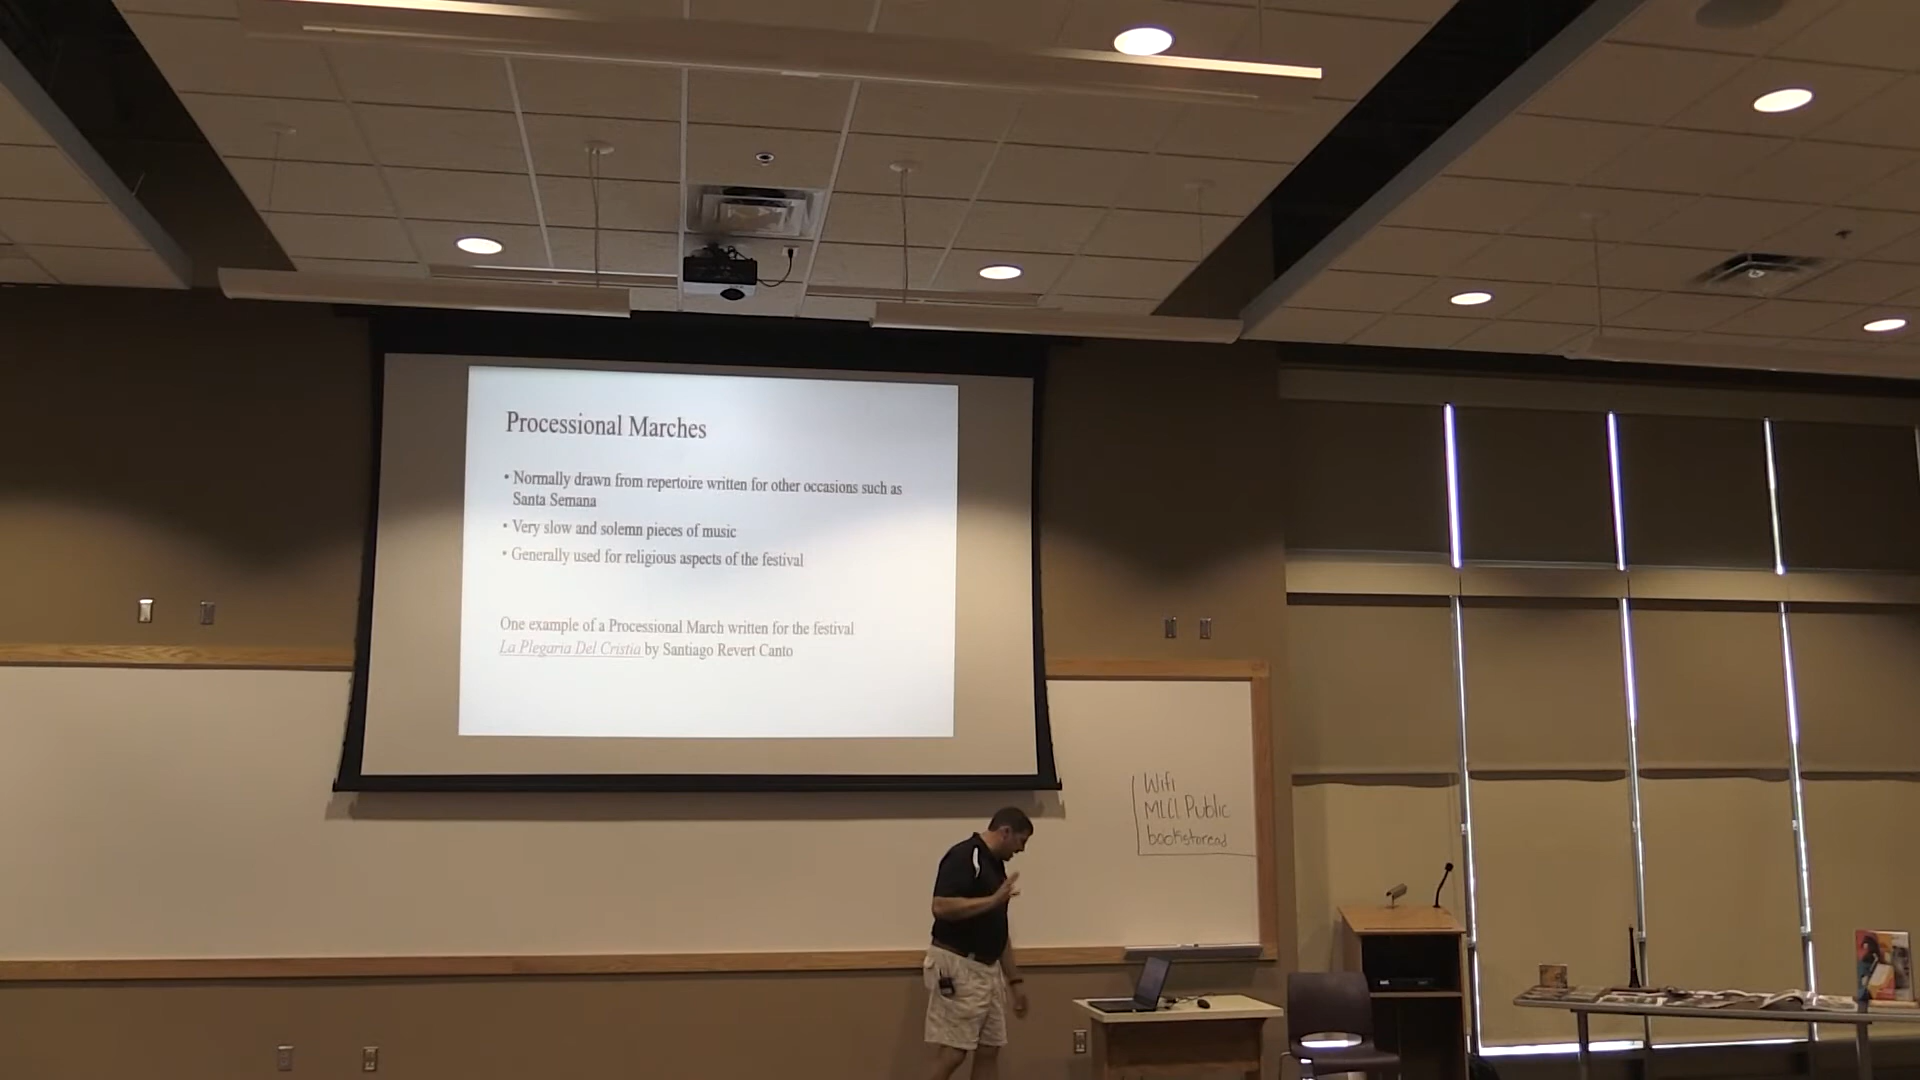 Processional Marches
• Normally drawn from repertoire written for other occasions such as
Santa Semana
• Very slow and solemn pieces of music
• Generally used for religious aspects of the festival
One example of a Processional March written for the festival
La Plegaria Del Cristia by Santiago Revert Canto
Wifi
MLCL Public
book4toread